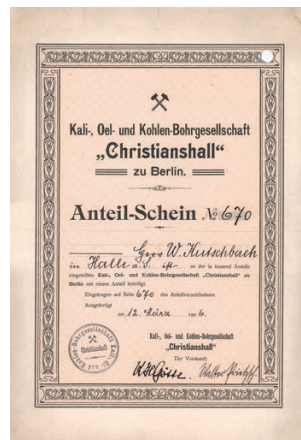 Kali-, Oel- und Kohlen-Bohrgesellschaft
„Christianshall“
zu Berlin.
Anteil-Schein № 670
Herr W. Kutschbach
in Halle a. S. ist an der in tausend Anteile
eingeteilten Kali-, Oel- und Kohlen-Bohrgesellschaft „Christianshall“ zu
Berlin mit einem Anteil beteiligt.
Eingetragen auf Seite 670 des Anteilsverzeichnisses.
Ausgefertigt
am 12. März 1906.
Kali-, Oel- und Kohlen-Bohrgesellschaft
„Christianshall“
Der Vorstand:
Christianshall